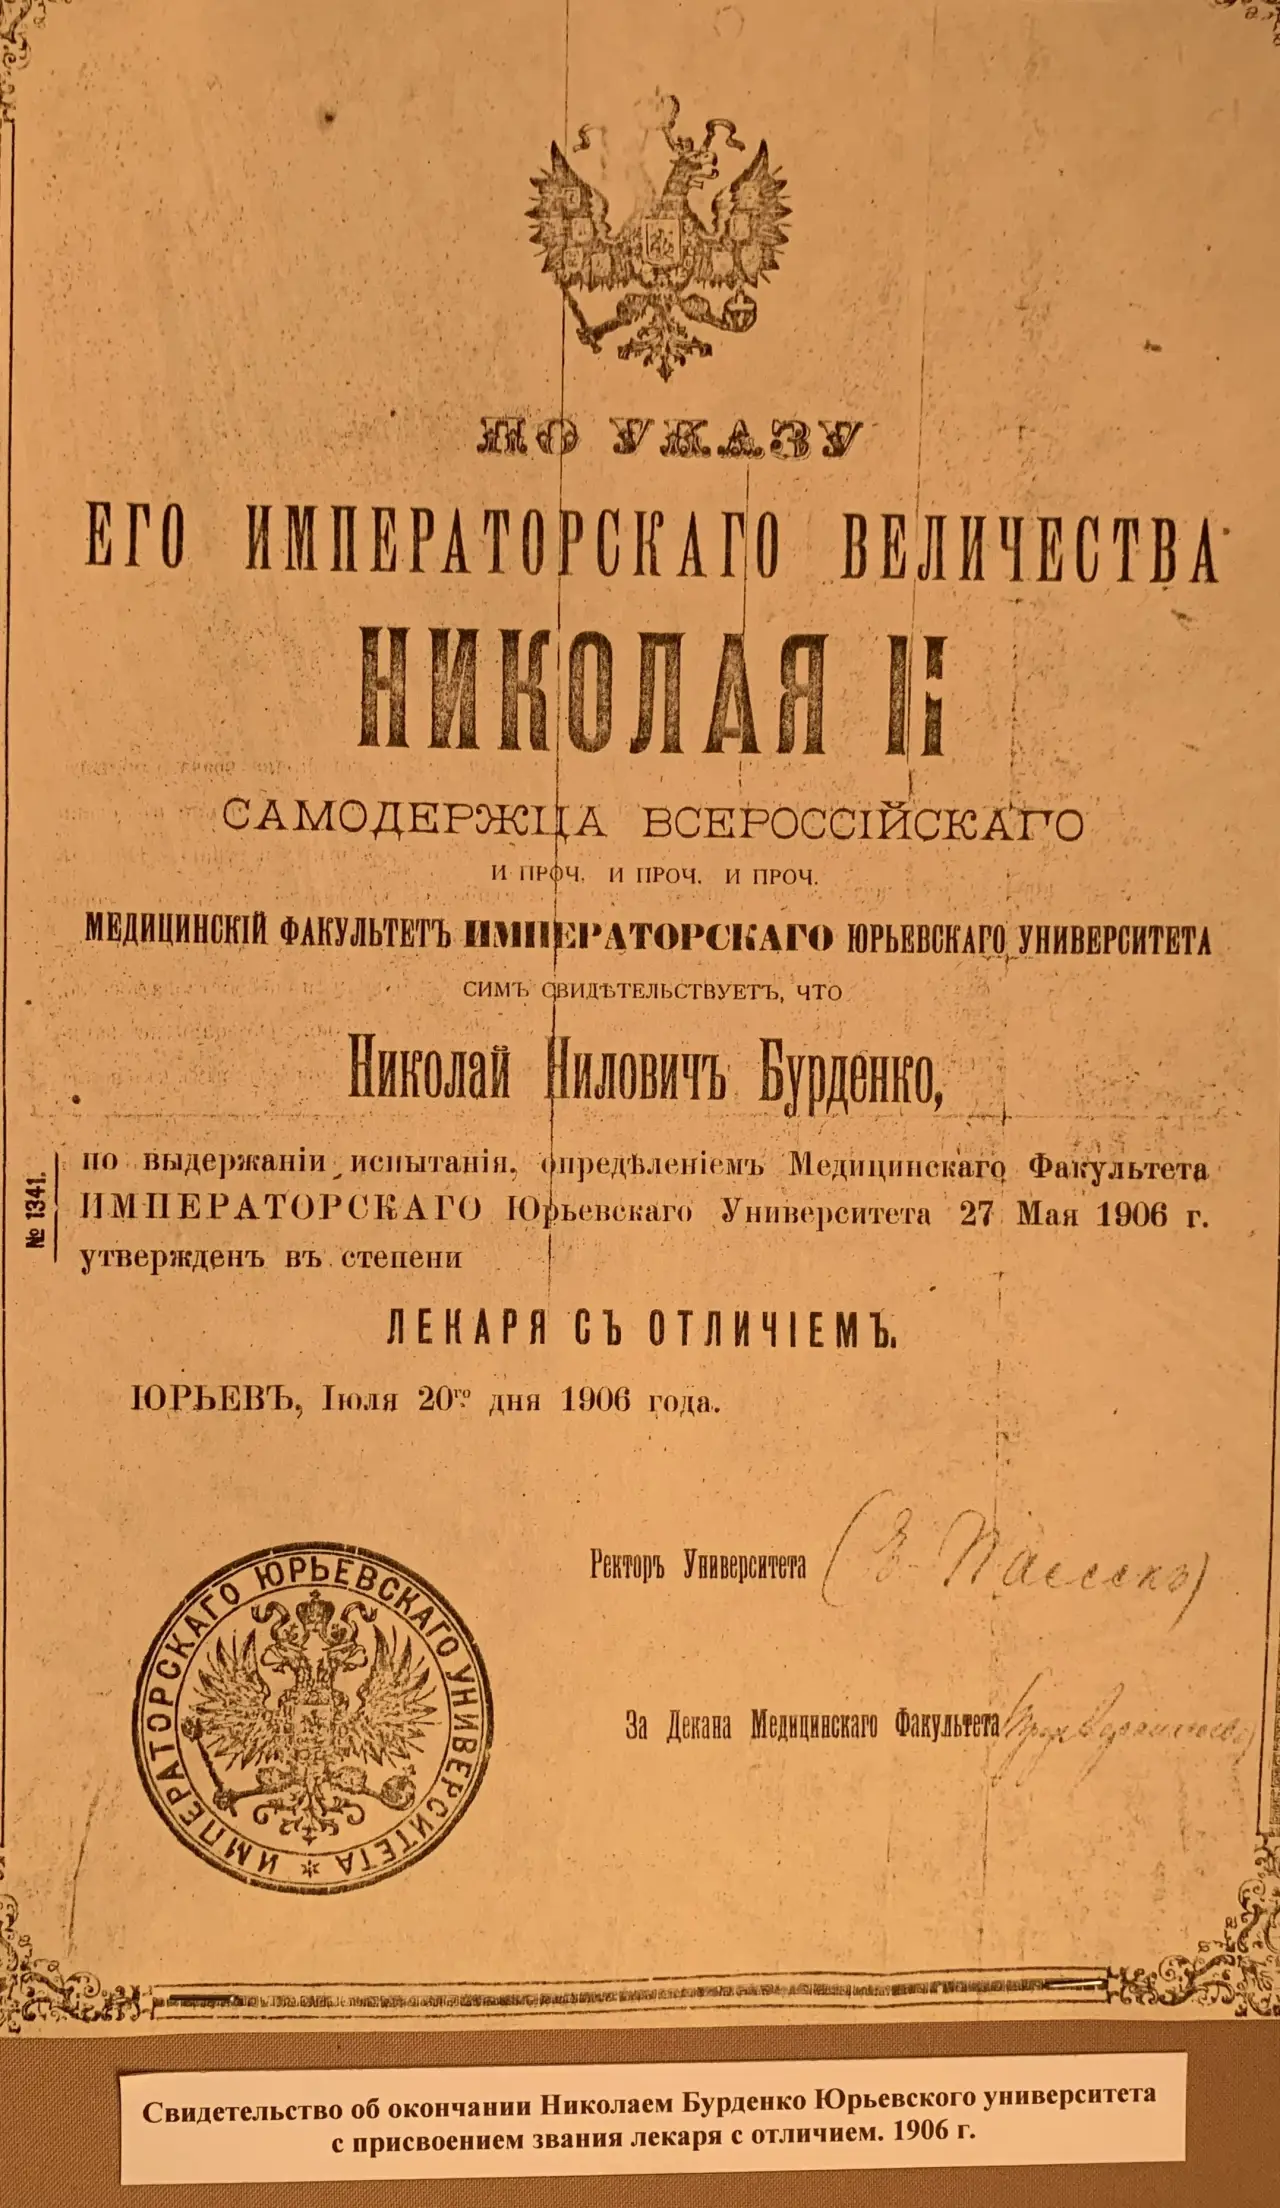 ПО УКАЗУ
ЕГО ИМПЕРАТОРСКАГО ВЕЛИЧЕСТВА
НИКОЛАЯ II
САМОДЕРЖЦА ВСЕРОССІЙСКАГО
И ПРОЧ. И ПРОЧ. И ПРОЧ.
МЕДИЦИНСКІЙ ФАКУЛЬТЕТЪ ИМПЕРАТОРСКАГО ЮРЬЕВСКАГО УНИВЕРСИТЕТА
СИМЪ СВИДѢТЕЛЬСТВУЕТЪ, ЧТО
Николай Ниловичъ Бурденко,
по выдержаніи испытанія, опредѣленіемъ Медицинскаго Факультета
ИМПЕРАТОРСКАГО Юрьевскаго Университета 27 Мая 1906 г.
утвержденъ въ степени
№ 1341.
ЛЕКАРЯ СЪ ОТЛИЧІЕМЪ.
ЮРЬЕВЪ, Іюля 20го дня 1906 года.
Ректоръ Университета (Е. Пассекъ)
За Декана Медицинскаго Факультета
ИМПЕРАТОРСКАГО ЮРЬЕВСКАГО УНИВЕРСИТЕТА
Свидетельство об окончании Николаем Бурденко Юрьевского университета
с присвоением звания лекаря с отличием. 1906 г.